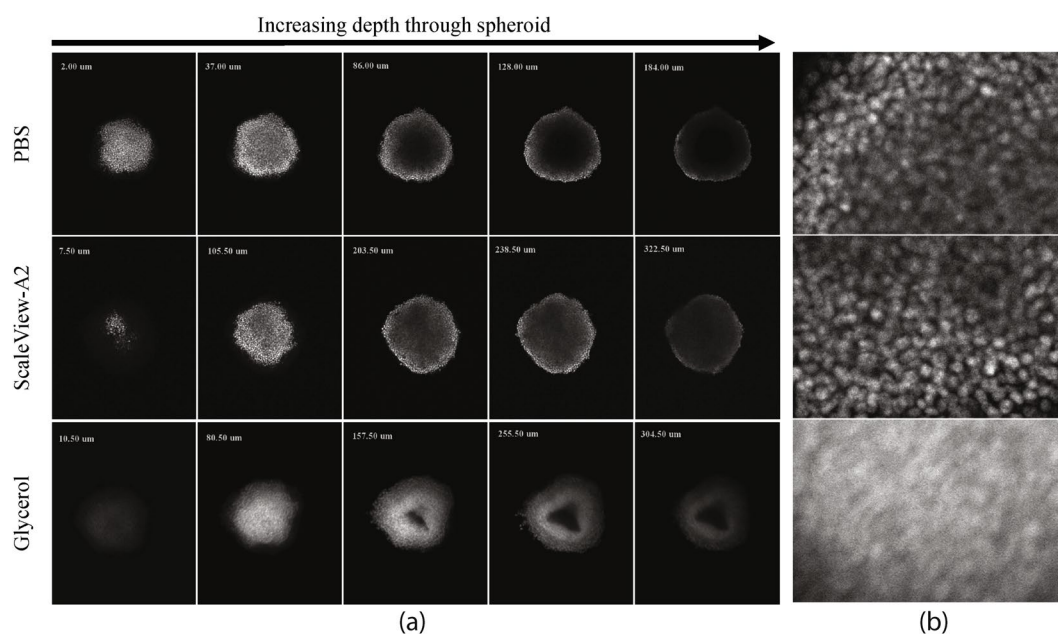 Increasing depth through spheroid
PBS
2.00 um
37.00 um
86.00 um
128.00 um
184.00 um
ScaleView-A2
7.50 um
105.50 um
203.50 um
238.50 um
322.50 um
Glycerol
10.50 um
80.50 um
157.50 um
255.50 um
304.50 um
(a)
(b)